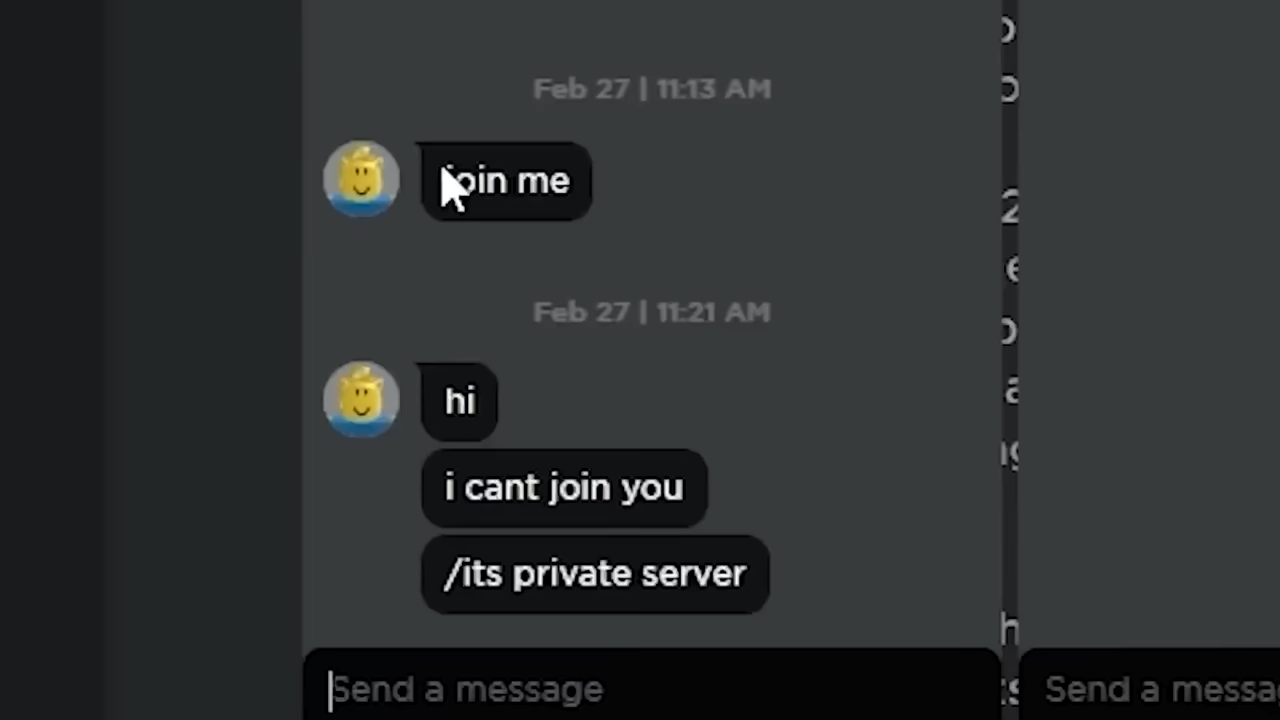 Feb 27 | 11:13 AM
join me
Feb 27 | 11:21 AM
hi
i cant join you
/its private server
Send a message
Send a messa